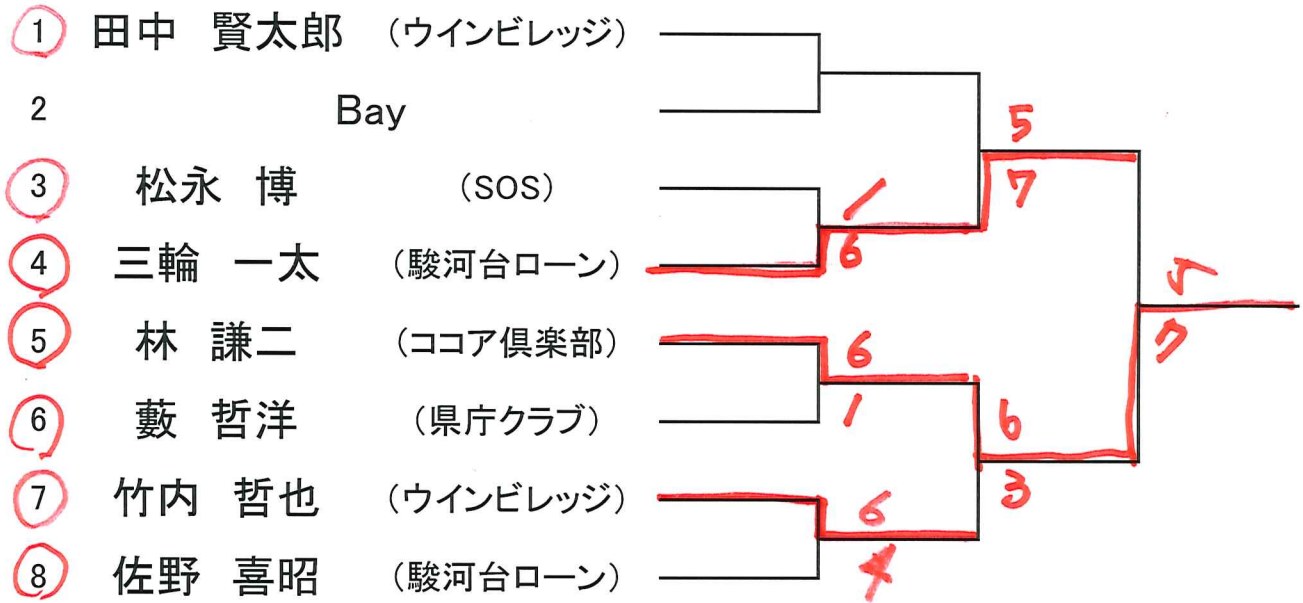 1 田中 賢太郎 (ウインビレッジ)
2 Bay
5
7
3 松永 博 (SOS)
1
6
4 三輪 一太 (駿河台ローン)
5
7
5 林 謙二 (ココア倶楽部)
6
1
6 藪 哲洋 (県庁クラブ)
6
3
7 竹内 哲也 (ウインビレッジ)
6
4
8 佐野 喜昭 (駿河台ローン)